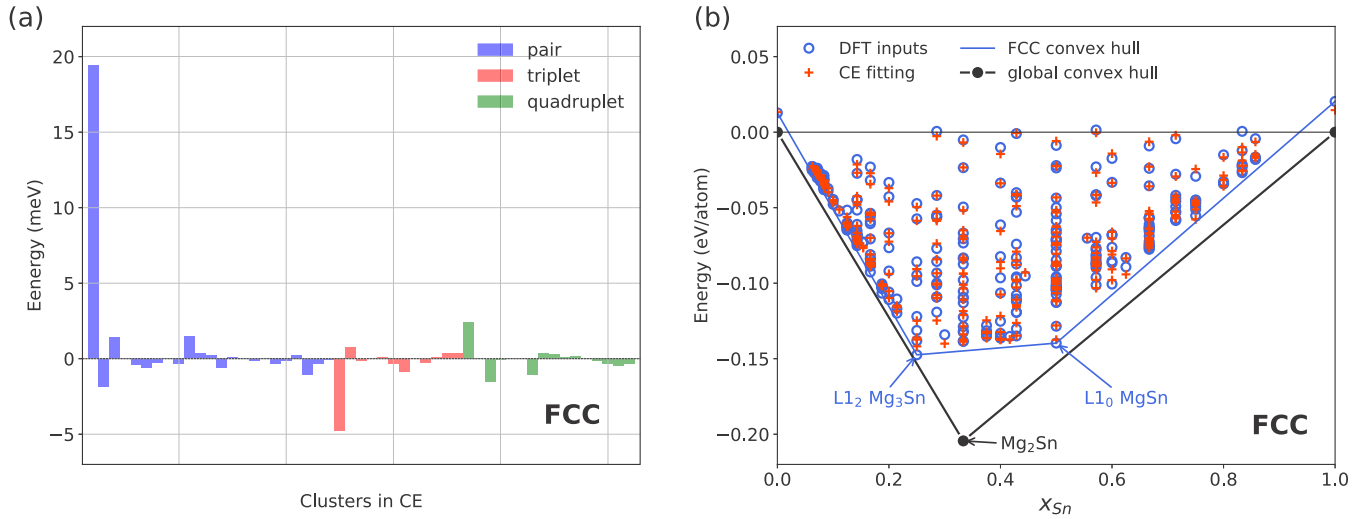 (a)
20
15
10
5
0
−5
Eenergy (meV)
Clusters in CE
pair
triplet
quadruplet
FCC
(b)
0.05
0.00
−0.05
−0.10
−0.15
−0.20
Energy (eV/atom)
DFT inputs
CE fitting
FCC convex hull
global convex hull
L1₂ Mg₃Sn
L1₀ MgSn
Mg₂Sn
FCC
0.0 0.2 0.4 0.6 0.8 1.0
x_{Sn}